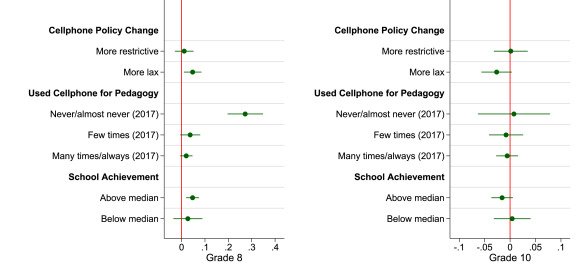 Cellphone Policy Change
More restrictive
More lax
Used Cellphone for Pedagogy
Never/almost never (2017)
Few times (2017)
Many times/always (2017)
School Achievement
Above median
Below median
0 .1 .2 .3 .4
Grade 8
Cellphone Policy Change
More restrictive
More lax
Used Cellphone for Pedagogy
Never/almost never (2017)
Few times (2017)
Many times/always (2017)
School Achievement
Above median
Below median
-.1 -.05 0 .05 .1
Grade 10